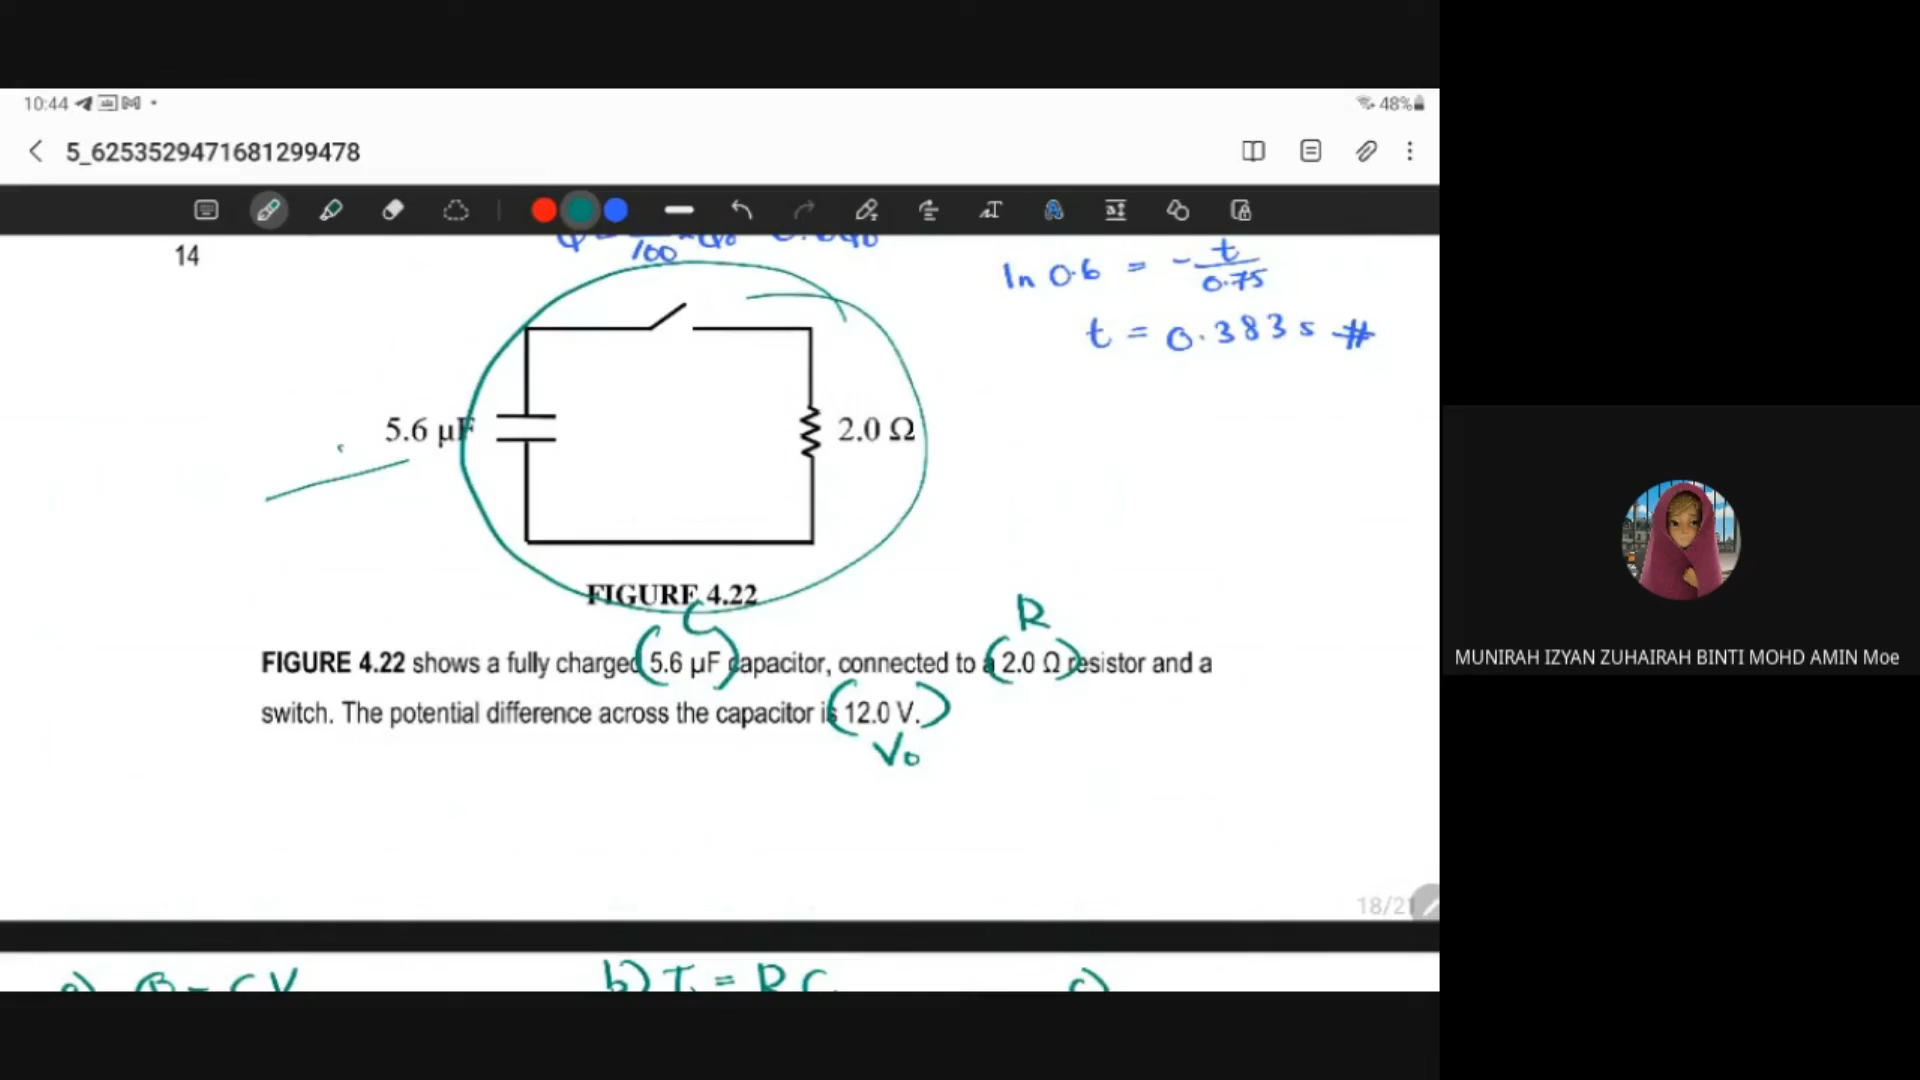 10:44
48%
5_6253529471681299478
14
100
ln 0.6 = - t / 0.75
t = 0.383 s #
5.6 µF
2.0 Ω
FIGURE 4.22
C
R
FIGURE 4.22 shows a fully charged 5.6 µF capacitor, connected to a 2.0 Ω resistor and a
switch. The potential difference across the capacitor is 12.0 V.
V₀
MUNIRAH IZYAN ZUHAIRAH BINTI MOHD AMIN Moe
18/21
a) Q = CV
b) τ = RC
c)